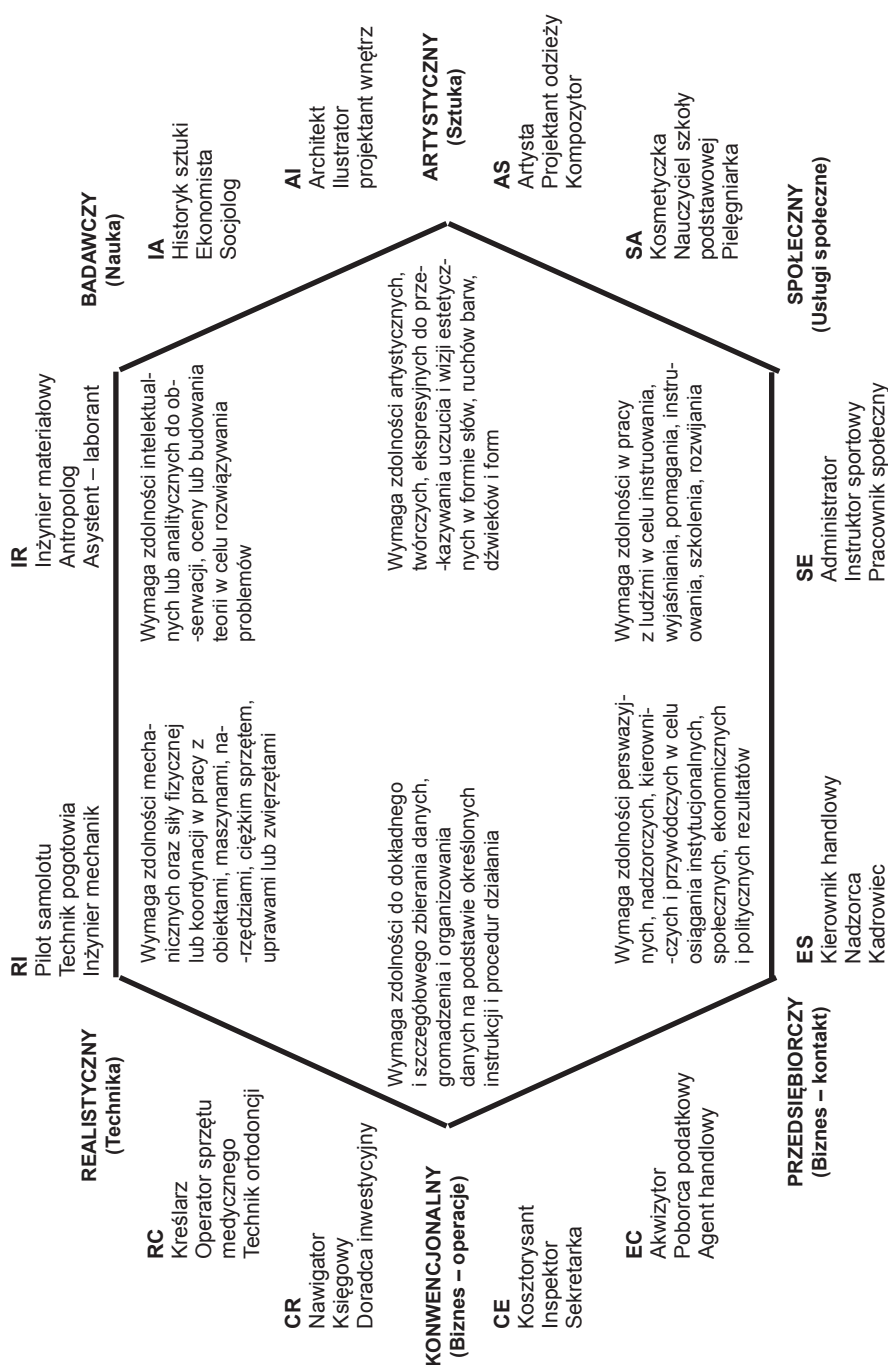 RI
Pilot samolotu
Technik pogotowia
Inżynier mechanik
IR
Inżynier materiałowy
Antropolog
Asystent – laborant
REALISTYCZNY
(Technika)
BADAWCZY
(Nauka)
RC
Kreślarz
Operator sprzętu
medycznego
Technik ortodoncji
Wymaga zdolności mecha-
nicznych oraz siły fizycznej
lub koordynacji w pracy z
obiektami, maszynami, na-
-rzędziami, ciężkim sprzętem,
uprawami lub zwięrzętami
Wymaga zdolności intelektual-
nych lub analitycznych do ob-
-serwacji, oceny lub budowania
teorii w celu rozwiązywania
problemów
IA
Historyk sztuki
Ekonomista
Socjolog
CR
Nawigator
Księgowy
Doradca inwestycyjny
AI
Architekt
Ilustrator
projektant wnętrz
KONWENCJONALNY
(Biznes – operacje)
Wymaga zdolności do dokładnego
i szczegółowego zbierania danych,
gromadzenia i organizowania
danych na podstawie określonych
instrukcji i procedur działania
Wymaga zdolności artystycznych,
twórczych, ekspresyjnych do prze-
-kazywania uczucia i wizji estetycz-
nych w formie słów, ruchów barw,
dźwieków i form
ARTYSTYCZNY
(Sztuka)
CE
Kosztorysant
Inspektor
Sekretarka
AS
Artysta
Projektant odzieży
Kompozytor
EC
Akwizytor
Poborca podatkowy
Agent handlowy
Wymaga zdolności perswazyj-
nych, nadzorczych, kierowni-
-czych i przywódczych w celu
osiągania instytucjonalnych,
społecznych, ekonomicznych
i politycznych rezultatów
Wymaga zdolności w pracy
z ludźmi w celu instruowania,
wyjaśniania, pomagania, instru-
owania, szkolenia, rozwijania
SA
Kosmetyczka
Nauczyciel szkoły
podstawowej
Pielęgniarka
PRZEDSIĘBIORCZY
(Biznes – kontakt)
SPOŁECZNY
(Usługi społeczne)
ES
Kierownik handlowy
Nadzorca
Kadrowiec
SE
Administrator
Instruktor sportowy
Pracownik społeczny